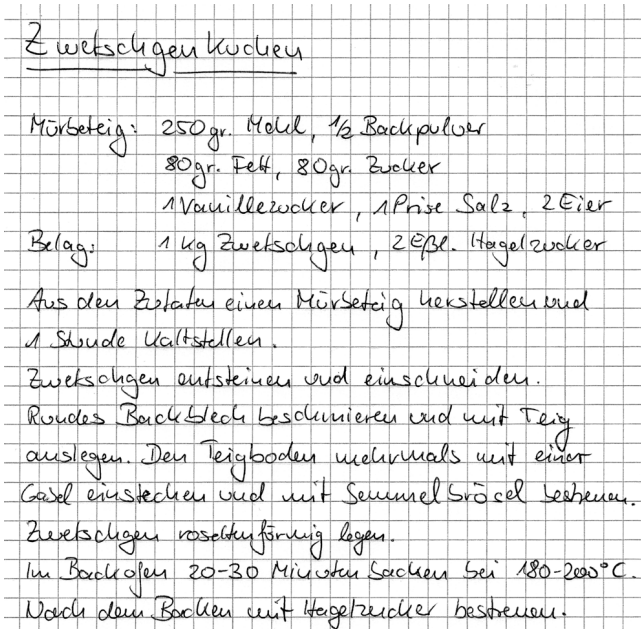 Zwetschgenkuchen
Mürbeteig: 250gr. Mehl, 1/2 Backpulver
80gr. Fett, 80gr. Zucker
1 Vanillezucker, 1 Prise Salz, 2 Eier
Belag: 1 kg Zwetschgen, 2 Eßl. Hagelzucker
Aus den Zutaten einen Mürbeteig herstellen und
1 Stunde kaltstellen.
Zwetschgen entsteinen und einschneiden.
Rundes Backblech beschmieren und mit Teig
auslegen. Den Teigboden mehrmals mit einer
Gabel einstechen und mit Semmelbrösel bestreuen.
Zwetschgen rosettenförmig legen.
Im Backofen 20-30 Minuten backen bei 180-200°C.
Nach dem Backen mit Hagelzucker bestreuen.